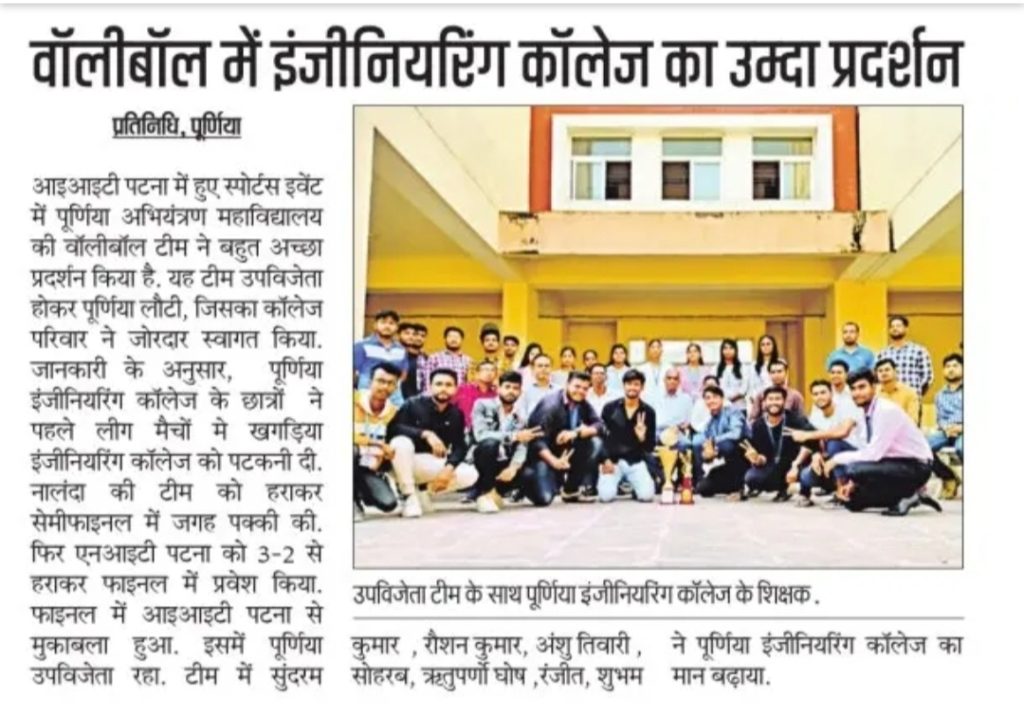 वॉलीबॉल में इंजीनियरिंग कॉलेज का उम्दा प्रदर्शन
प्रतिनिधि, पूर्णिया
आइआइटी पटना में हुए स्पोर्टस इवेंट
में पूर्णिया अभियंत्रण महाविद्यालय
की वॉलीबॉल टीम ने बहुत अच्छा
प्रदर्शन किया है. यह टीम उपविजेता
होकर पूर्णिया लौटी, जिसका कॉलेज
परिवार ने जोरदार स्वागत किया.
जानकारी के अनुसार, पूर्णिया
इंजीनियरिंग कॉलेज के छात्रों ने
पहले लीग मैचों मे खगड़िया
इंजीनियरिंग कॉलेज को पटकनी दी.
नालंदा की टीम को हराकर
सेमीफाइनल में जगह पक्की की.
फिर एनआइटी पटना को 3-2 से
हराकर फाइनल में प्रवेश किया.
फाइनल में आइआइटी पटना से
मुकाबला हुआ. इसमें पूर्णिया
उपविजेता रहा. टीम में सुंदरम
उपविजेता टीम के साथ पूर्णिया इंजीनियरिंग कॉलेज के शिक्षक.
कुमार , रौशन कुमार, अंशु तिवारी ,
सोहरब, ऋतुपर्णो घोष ,रंजीत, शुभम
ने पूर्णिया इंजीनियरिंग कॉलेज का
मान बढ़ाया.